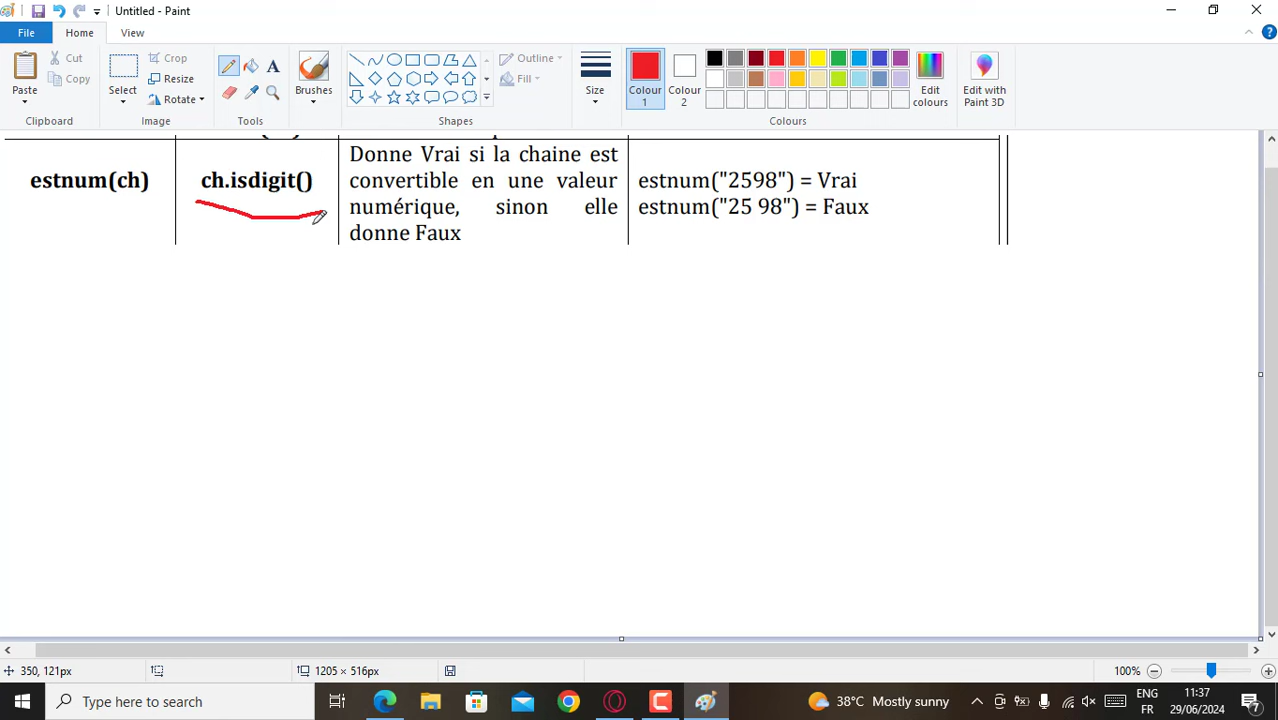 Untitled - Paint
File
Home
View
Paste
Cut
Copy
Clipboard
Select
Crop
Resize
Rotate
Image
A
Tools
Brushes
Outline
Fill
Shapes
Size
Colour 1
Colour 2
Edit colours
Edit with Paint 3D
Colours
estnum(ch)
ch.isdigit()
Donne Vrai si la chaine est
convertible en une valeur
numérique, sinon elle
donne Faux
estnum("2598") = Vrai
estnum("25 98") = Faux
350, 121px
1205 × 516px
100%
Type here to search
38°C Mostly sunny
ENG
FR
11:37
29/06/2024
7